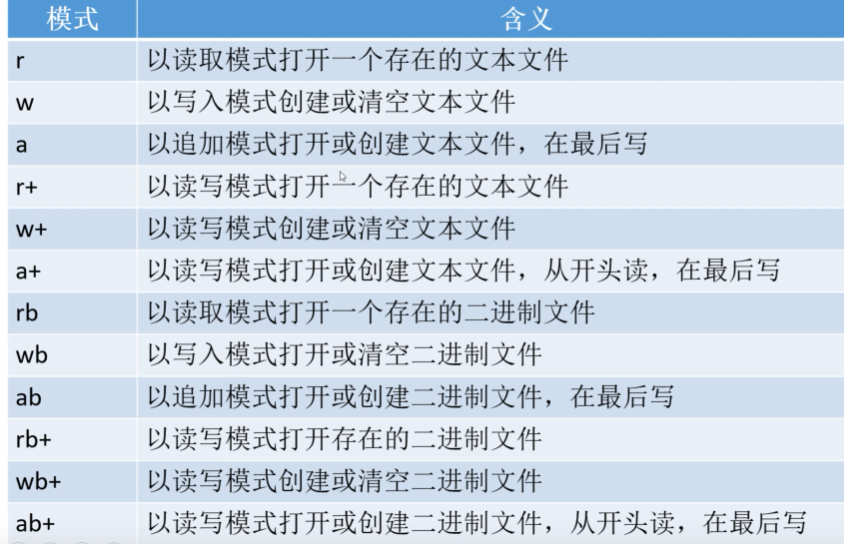 模式 含义
r 以读取模式打开一个存在的文本文件
w 以写入模式创建或清空文本文件
a 以追加模式打开或创建文本文件，在最后写
r+ 以读写模式打开一个存在的文本文件
w+ 以读写模式创建或清空文本文件
a+ 以读写模式打开或创建文本文件，从开头读，在最后写
rb 以读取模式打开一个存在的二进制文件
wb 以写入模式打开或清空二进制文件
ab 以追加模式打开或创建二进制文件，在最后写
rb+ 以读写模式打开存在的二进制文件
wb+ 以读写模式创建或清空二进制文件
ab+ 以读写模式打开或创建二进制文件，从开头读，在最后写